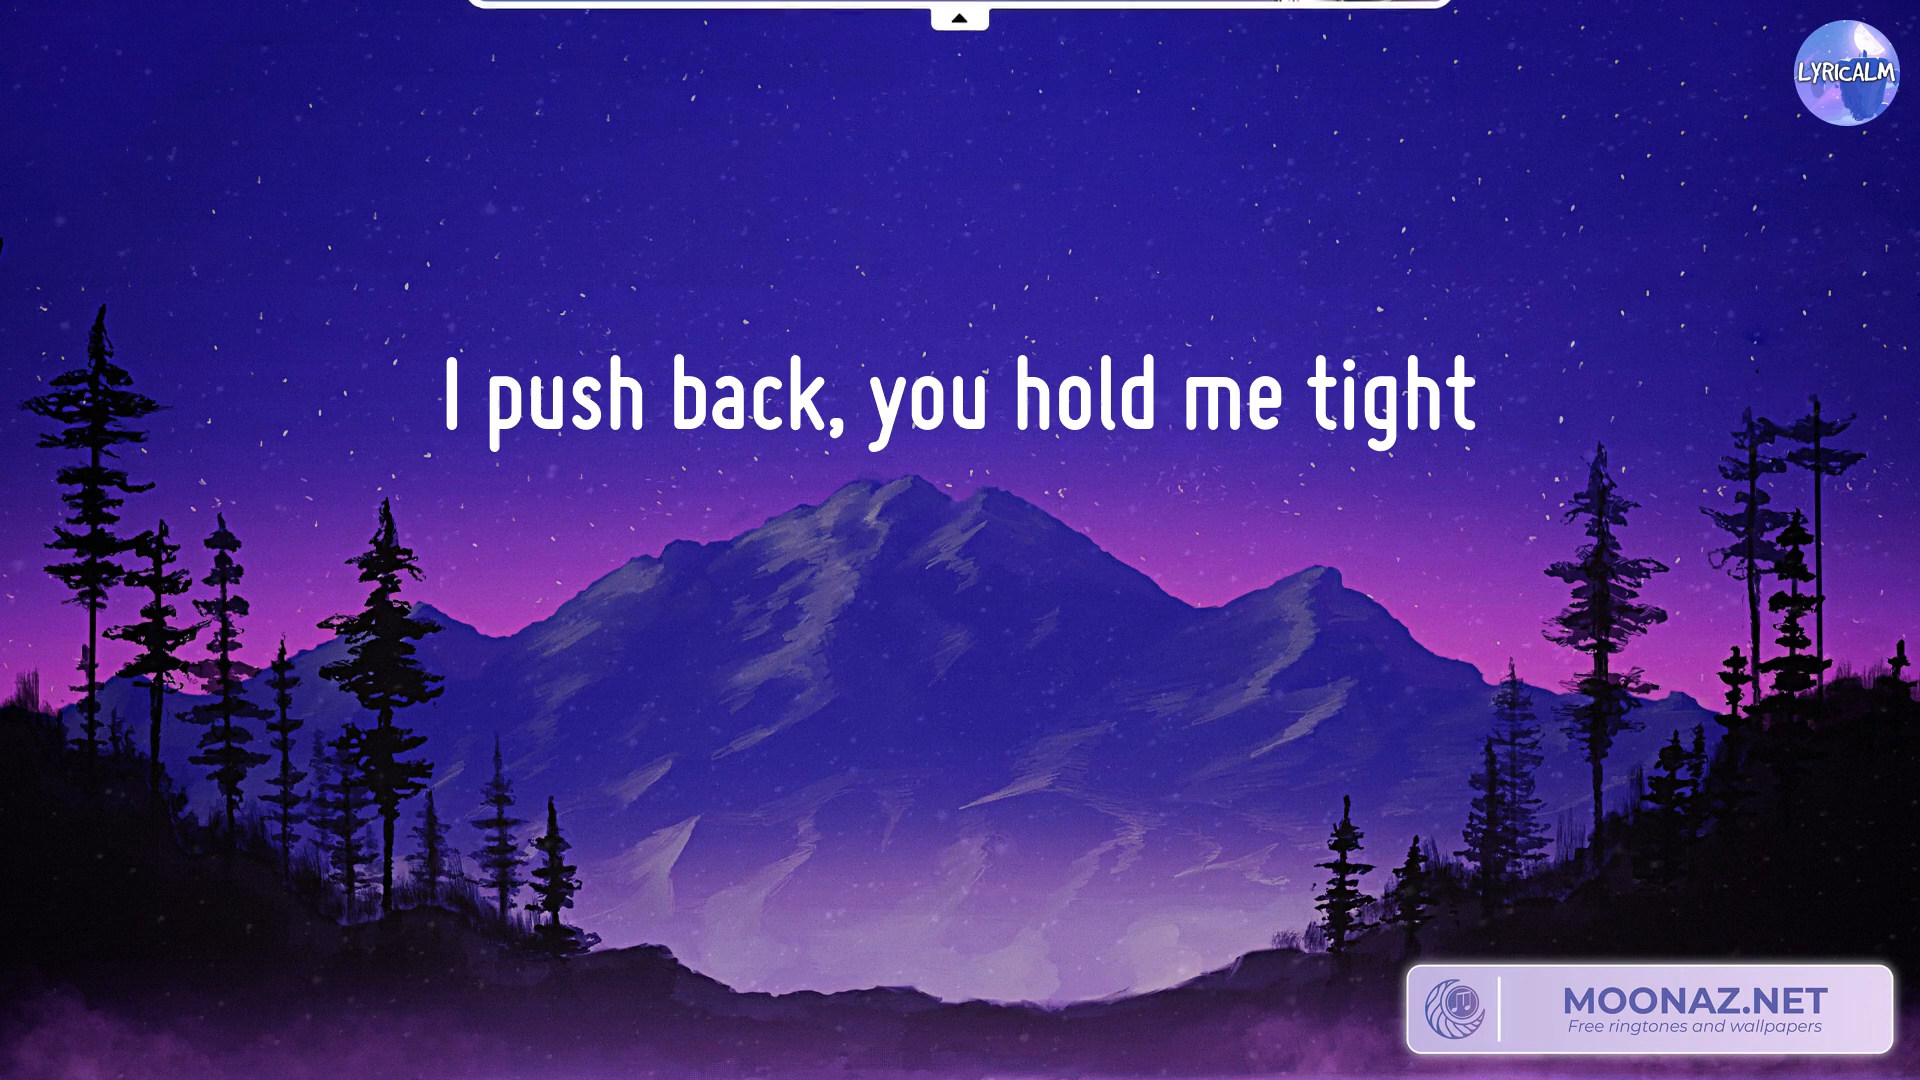 LYRICALM
I push back, you hold me tight
MOONAZ.NET
Free ringtones and wallpapers